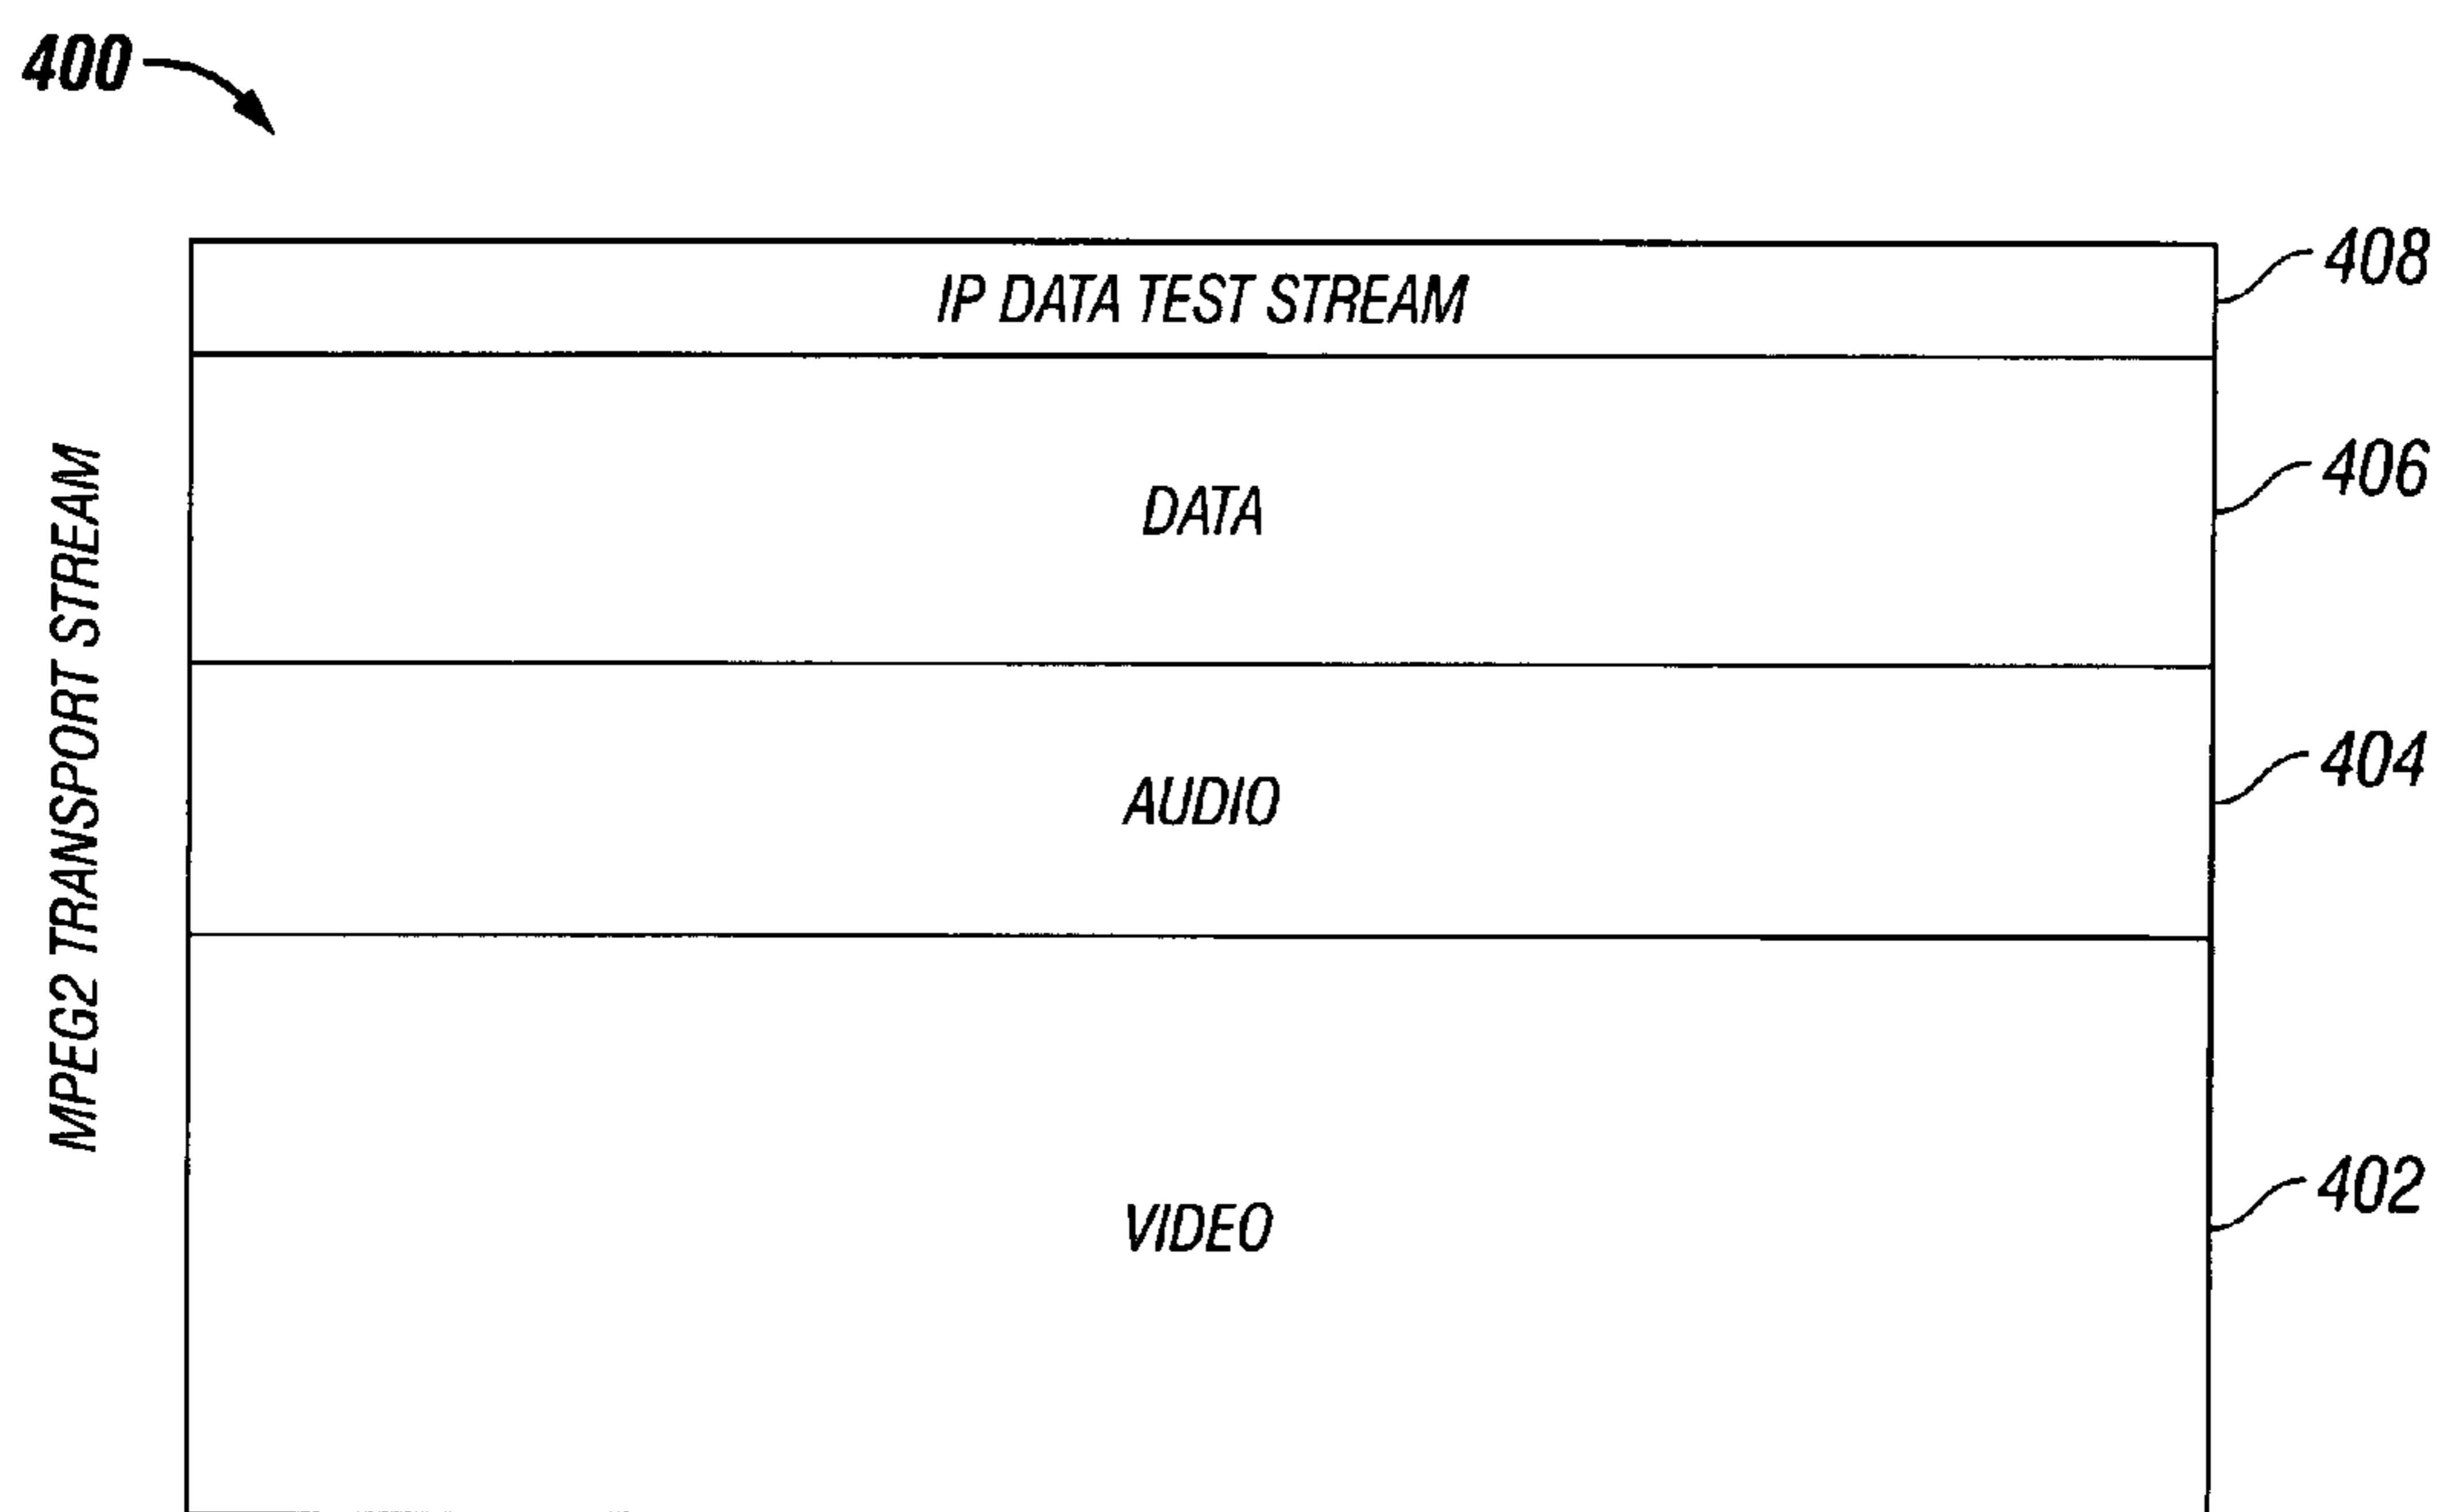 400
IP DATA TEST STREAM
408
DATA
406
MPEG2 TRANSPORT STREAM
AUDIO
404
VIDEO
402